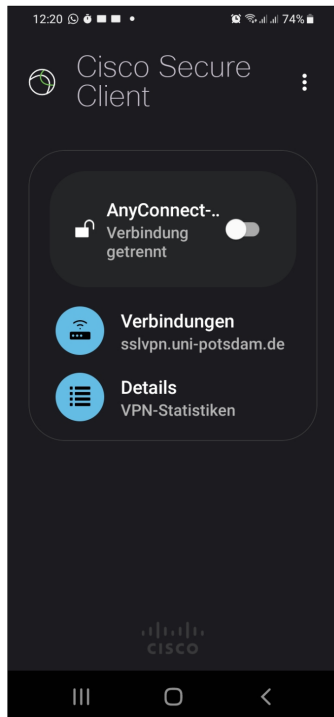 12:20 74%
Cisco Secure
Client
AnyConnect-..
Verbindung
getrennt
Verbindungen
sslvpn.uni-potsdam.de
Details
VPN-Statistiken
CISCO